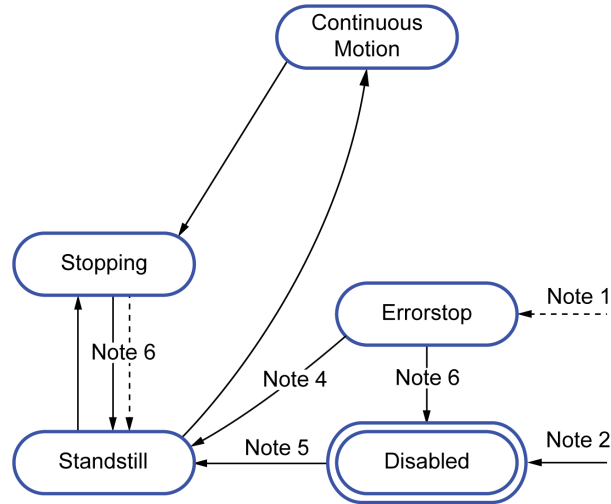 Continuous
Motion
Stopping
Errorstop
Note 1
Note 6
Note 4
Note 6
Note 2
Note 5
Standstill
Disabled